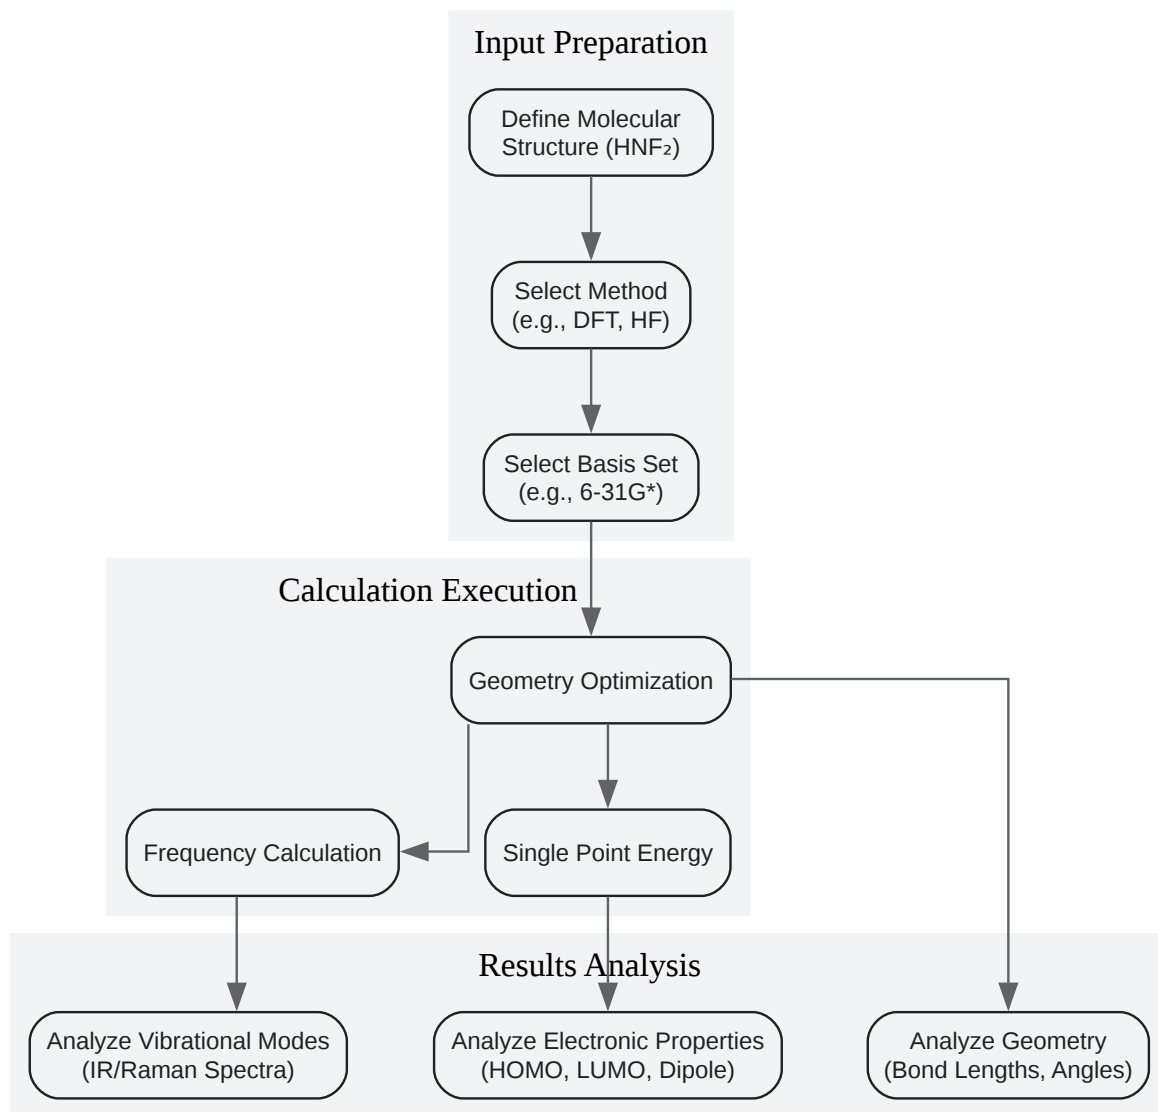 Input Preparation
Define Molecular
Structure (HNF₂)
Select Method
(e.g., DFT, HF)
Select Basis Set
(e.g., 6-31G*)
Calculation Execution
Geometry Optimization
Frequency Calculation
Single Point Energy
Results Analysis
Analyze Vibrational Modes
(IR/Raman Spectra)
Analyze Electronic Properties
(HOMO, LUMO, Dipole)
Analyze Geometry
(Bond Lengths, Angles)